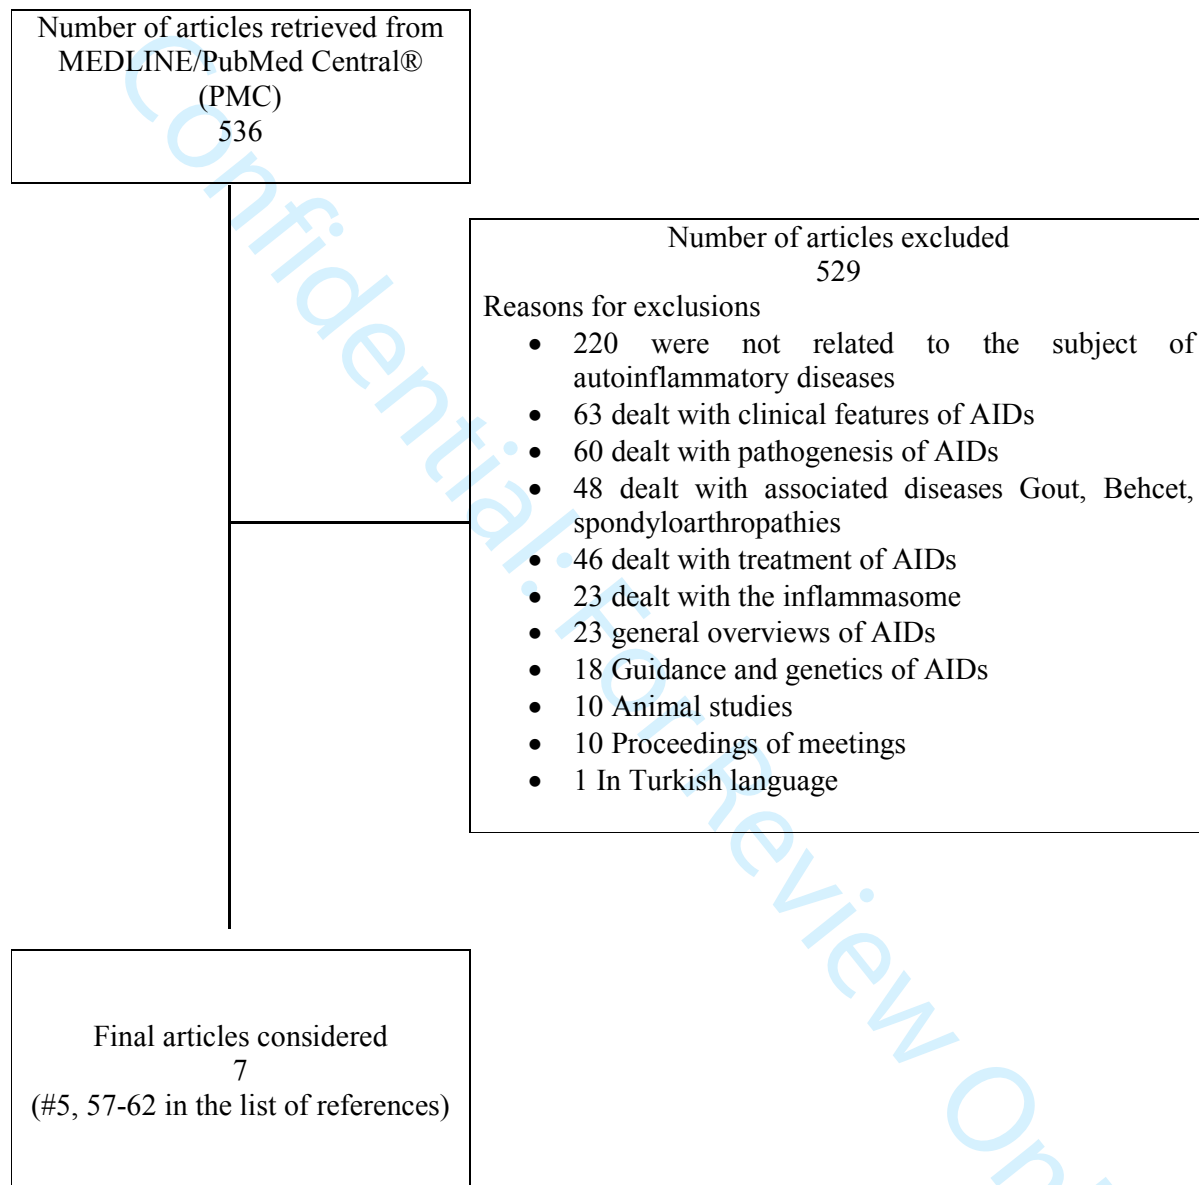 Number of articles retrieved from
MEDLINE/PubMed Central®
(PMC)
536
Number of articles excluded
529
Reasons for exclusions
• 220 were not related to the subject of
autoinflammatory diseases
• 63 dealt with clinical features of AIDs
• 60 dealt with pathogenesis of AIDs
• 48 dealt with associated diseases Gout, Behcet,
spondyloarthropathies
• 46 dealt with treatment of AIDs
• 23 dealt with the inflammasome
• 23 general overviews of AIDs
• 18 Guidance and genetics of AIDs
• 10 Animal studies
• 10 Proceedings of meetings
• 1 In Turkish language
Final articles considered
7
(#5, 57-62 in the list of references)
Confidential: For Review